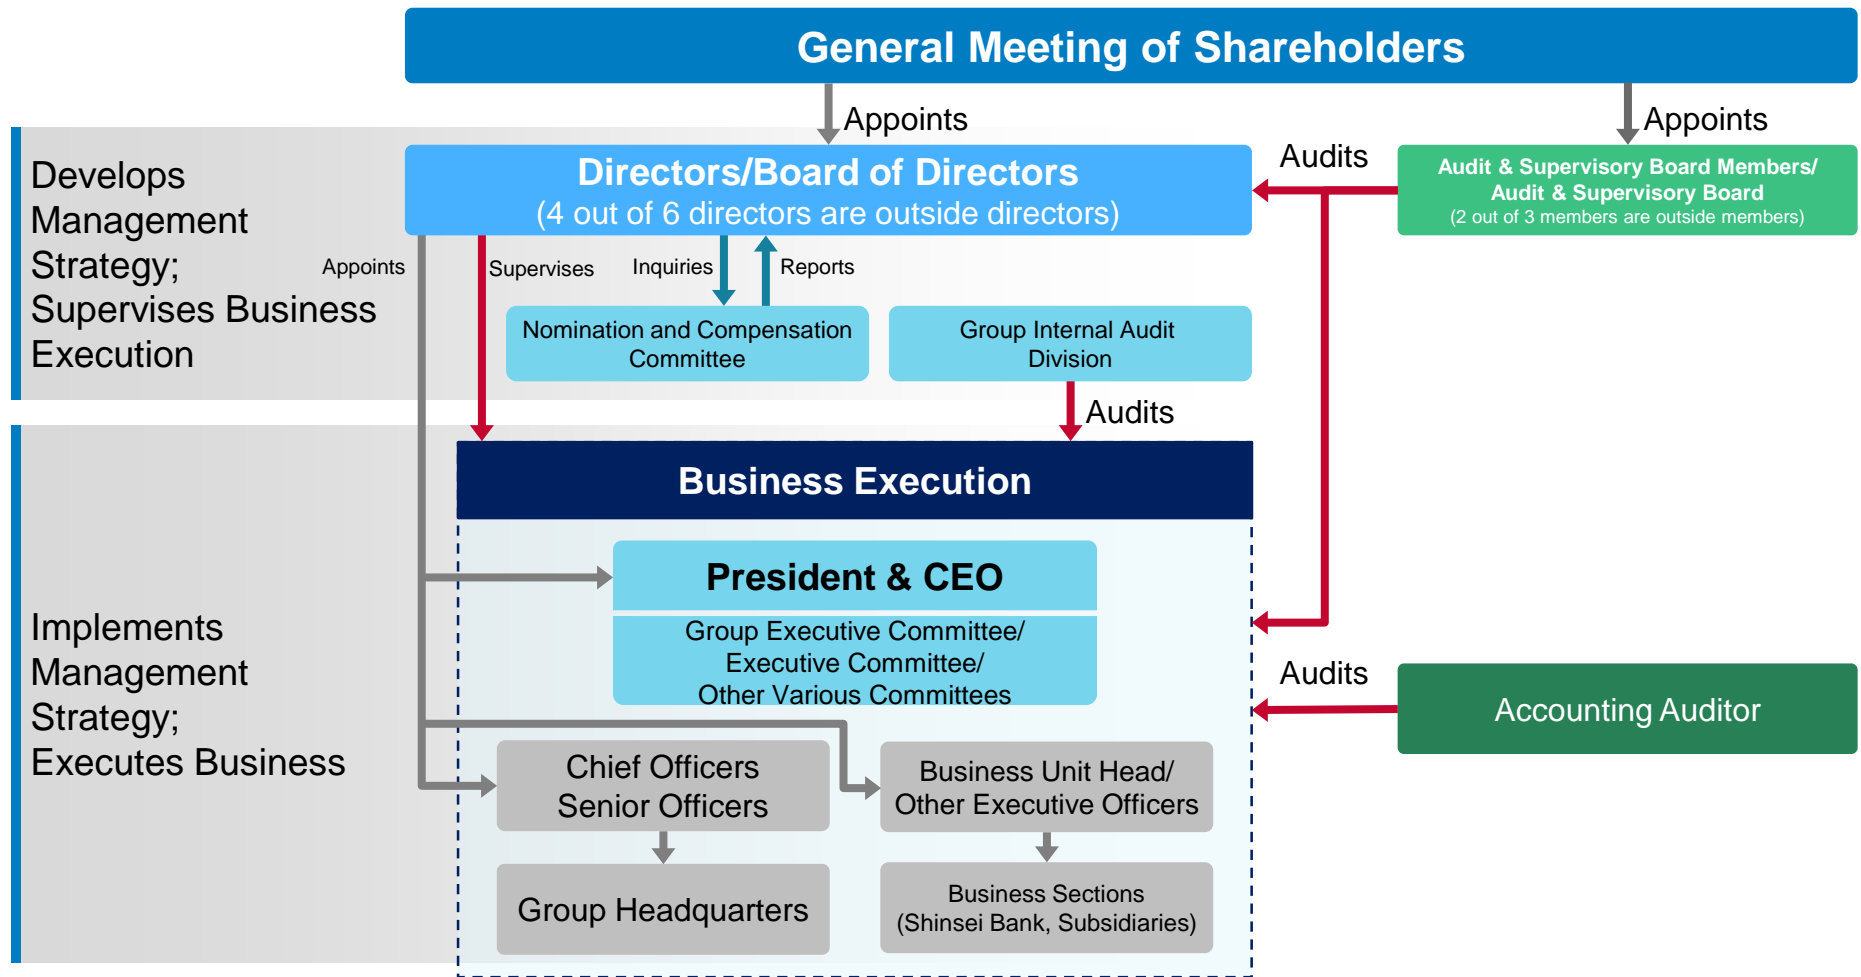 General Meeting of Shareholders
Appoints
Appoints
Develops
Management
Strategy;
Supervises Business
Execution
Directors/Board of Directors
(4 out of 6 directors are outside directors)
Audits
Audit & Supervisory Board Members/
Audit & Supervisory Board
(2 out of 3 members are outside members)
Appoints
Supervises
Inquiries
Reports
Nomination and Compensation
Committee
Group Internal Audit
Division
Audits
Business Execution
Implements
Management
Strategy;
Executes Business
President & CEO
Group Executive Committee/
Executive Committee/
Other Various Committees
Audits
Accounting Auditor
Chief Officers
Senior Officers
Business Unit Head/
Other Executive Officers
Group Headquarters
Business Sections
(Shinsei Bank, Subsidiaries)